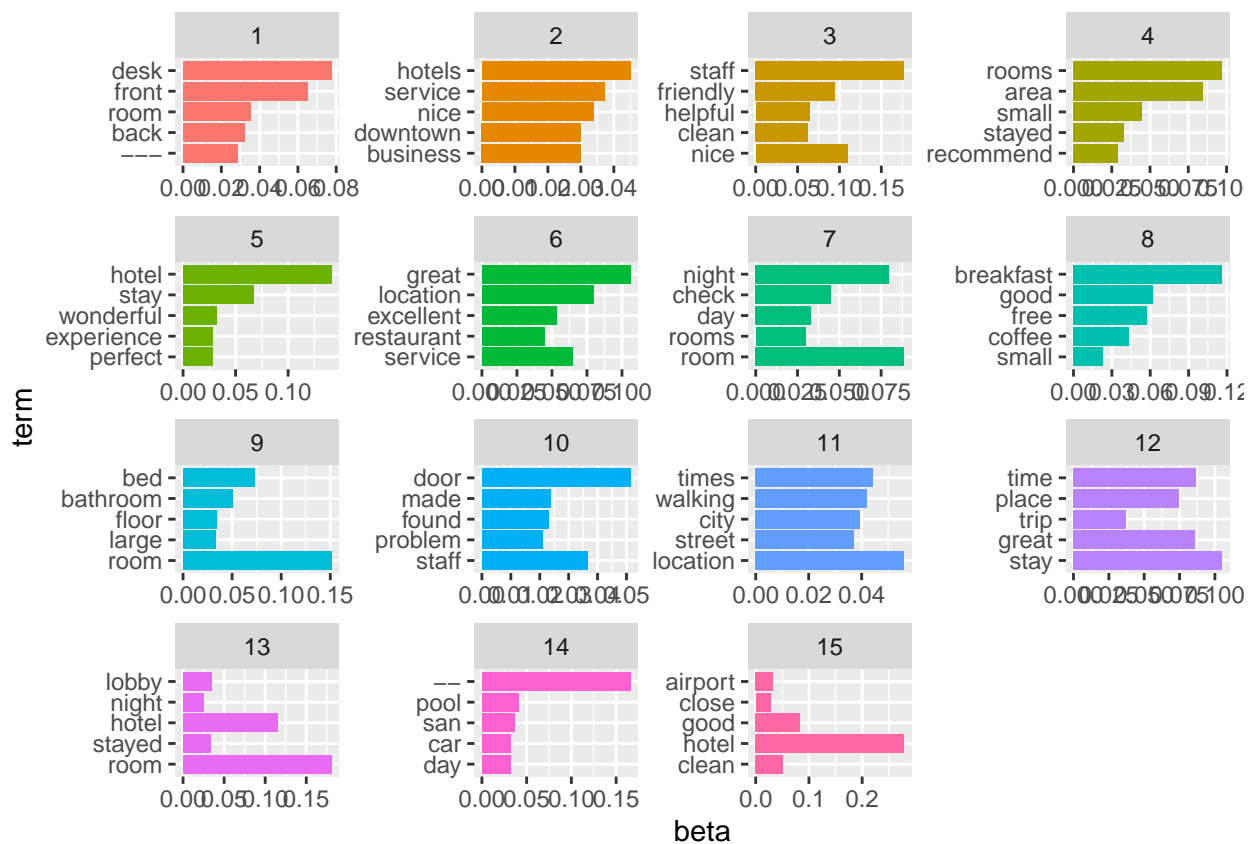 1
desk
front
room
back
−−−
0.00 0.02 0.04 0.06 0.08
2
hotels
service
nice
downtown
business
0.00 0.01 0.02 0.03 0.04
3
staff
friendly
helpful
clean
nice
0.00 0.05 0.10 0.15
4
rooms
area
small
stayed
recommend
0.000 0.025 0.050 0.075 0.100
5
hotel
stay
wonderful
experience
perfect
0.00 0.05 0.10
6
great
location
excellent
restaurant
service
0.000 0.025 0.050 0.075 0.100
7
night
check
day
rooms
room
0.000 0.025 0.050 0.075
8
breakfast
good
free
coffee
small
0.00 0.03 0.06 0.09 0.12
term
9
bed
bathroom
floor
large
room
0.00 0.05 0.10 0.15
10
door
made
found
problem
staff
0.00 0.01 0.02 0.03 0.04 0.05
11
times
walking
city
street
location
0.00 0.02 0.04
12
time
place
trip
great
stay
0.000 0.025 0.050 0.075 0.100
13
lobby
night
hotel
stayed
room
0.00 0.05 0.10 0.15
14
−−
pool
san
car
day
0.00 0.05 0.10 0.15
15
airport
close
good
hotel
clean
0.0 0.1 0.2
beta